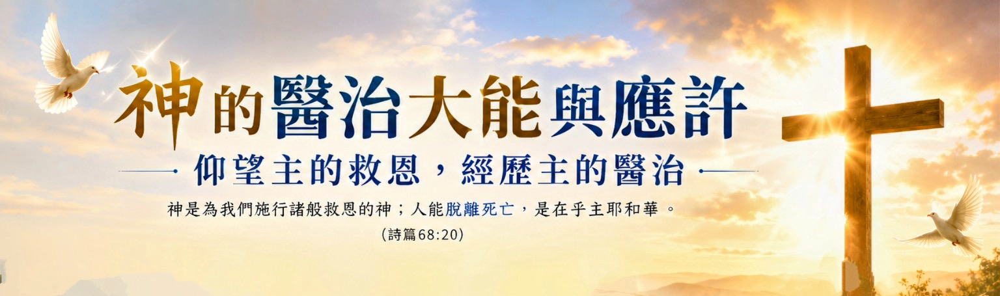 神的醫治大能與應許
仰望主的救恩，經歷主的醫治
神是為我們施行諸般救恩的神；人能脫離死亡，是在乎主耶和華。
(詩篇68:20)